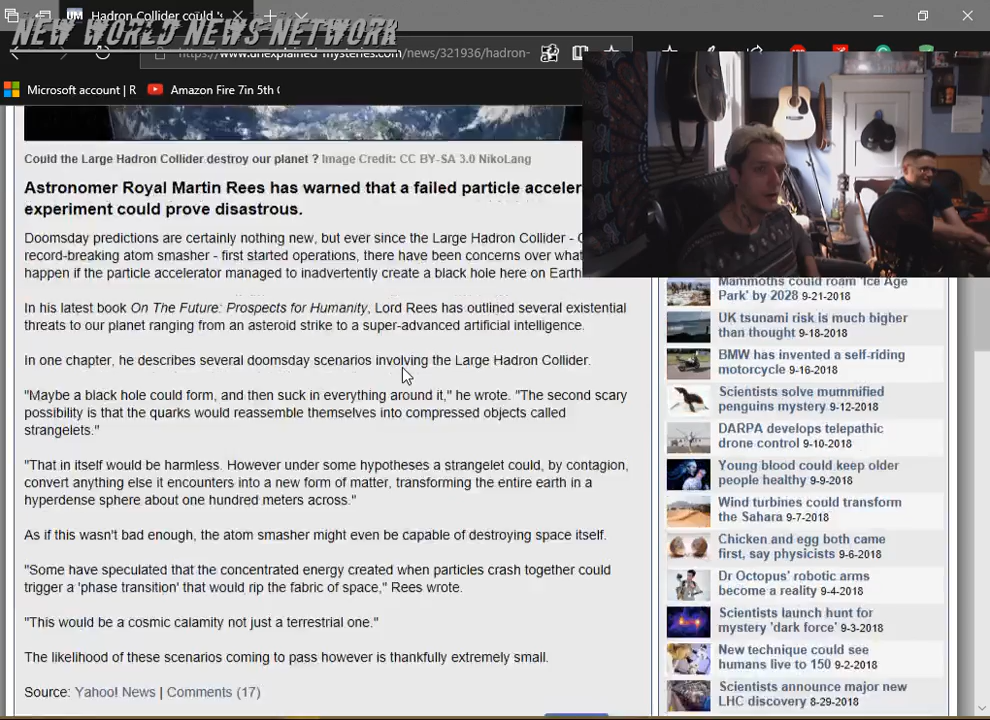 Hadron Collider could '
NEW WORLD NEWS NETWORK
https://www.unexplained-mysteries.com/news/321936/hadron-
Microsoft account | R
Amazon Fire 7in 5th
Could the Large Hadron Collider destroy our planet ? Image Credit: CC BY-SA 3.0 NikoLang
Astronomer Royal Martin Rees has warned that a failed particle acceler
experiment could prove disastrous.
Doomsday predictions are certainly nothing new, but ever since the Large Hadron Collider -
record-breaking atom smasher - first started operations, there have been concerns over what
happen if the particle accelerator managed to inadvertently create a black hole here on Earth
In his latest book On The Future: Prospects for Humanity, Lord Rees has outlined several existential
threats to our planet ranging from an asteroid strike to a super-advanced artificial intelligence.
In one chapter, he describes several doomsday scenarios involving the Large Hadron Collider.
"Maybe a black hole could form, and then suck in everything around it," he wrote. "The second scary
possibility is that the quarks would reassemble themselves into compressed objects called
strangelets."
"That in itself would be harmless. However under some hypotheses a strangelet could, by contagion,
convert anything else it encounters into a new form of matter, transforming the entire earth in a
hyperdense sphere about one hundred meters across."
As if this wasn't bad enough, the atom smasher might even be capable of destroying space itself.
"Some have speculated that the concentrated energy created when particles crash together could
trigger a 'phase transition' that would rip the fabric of space," Rees wrote.
"This would be a cosmic calamity not just a terrestrial one."
The likelihood of these scenarios coming to pass however is thankfully extremely small.
Source: Yahoo! News | Comments (17)
Mammoths could roam 'Ice Age
Park' by 2028 9-21-2018
UK tsunami risk is much higher
than thought 9-18-2018
BMW has invented a self-riding
motorcycle 9-16-2018
Scientists solve mummified
penguins mystery 9-12-2018
DARPA develops telepathic
drone control 9-10-2018
Young blood could keep older
people healthy 9-9-2018
Wind turbines could transform
the Sahara 9-7-2018
Chicken and egg both came
first, say physicists 9-6-2018
Dr Octopus' robotic arms
become a reality 9-4-2018
Scientists launch hunt for
mystery 'dark force' 9-3-2018
New technique could see
humans live to 150 9-2-2018
Scientists announce major new
LHC discovery 8-29-2018